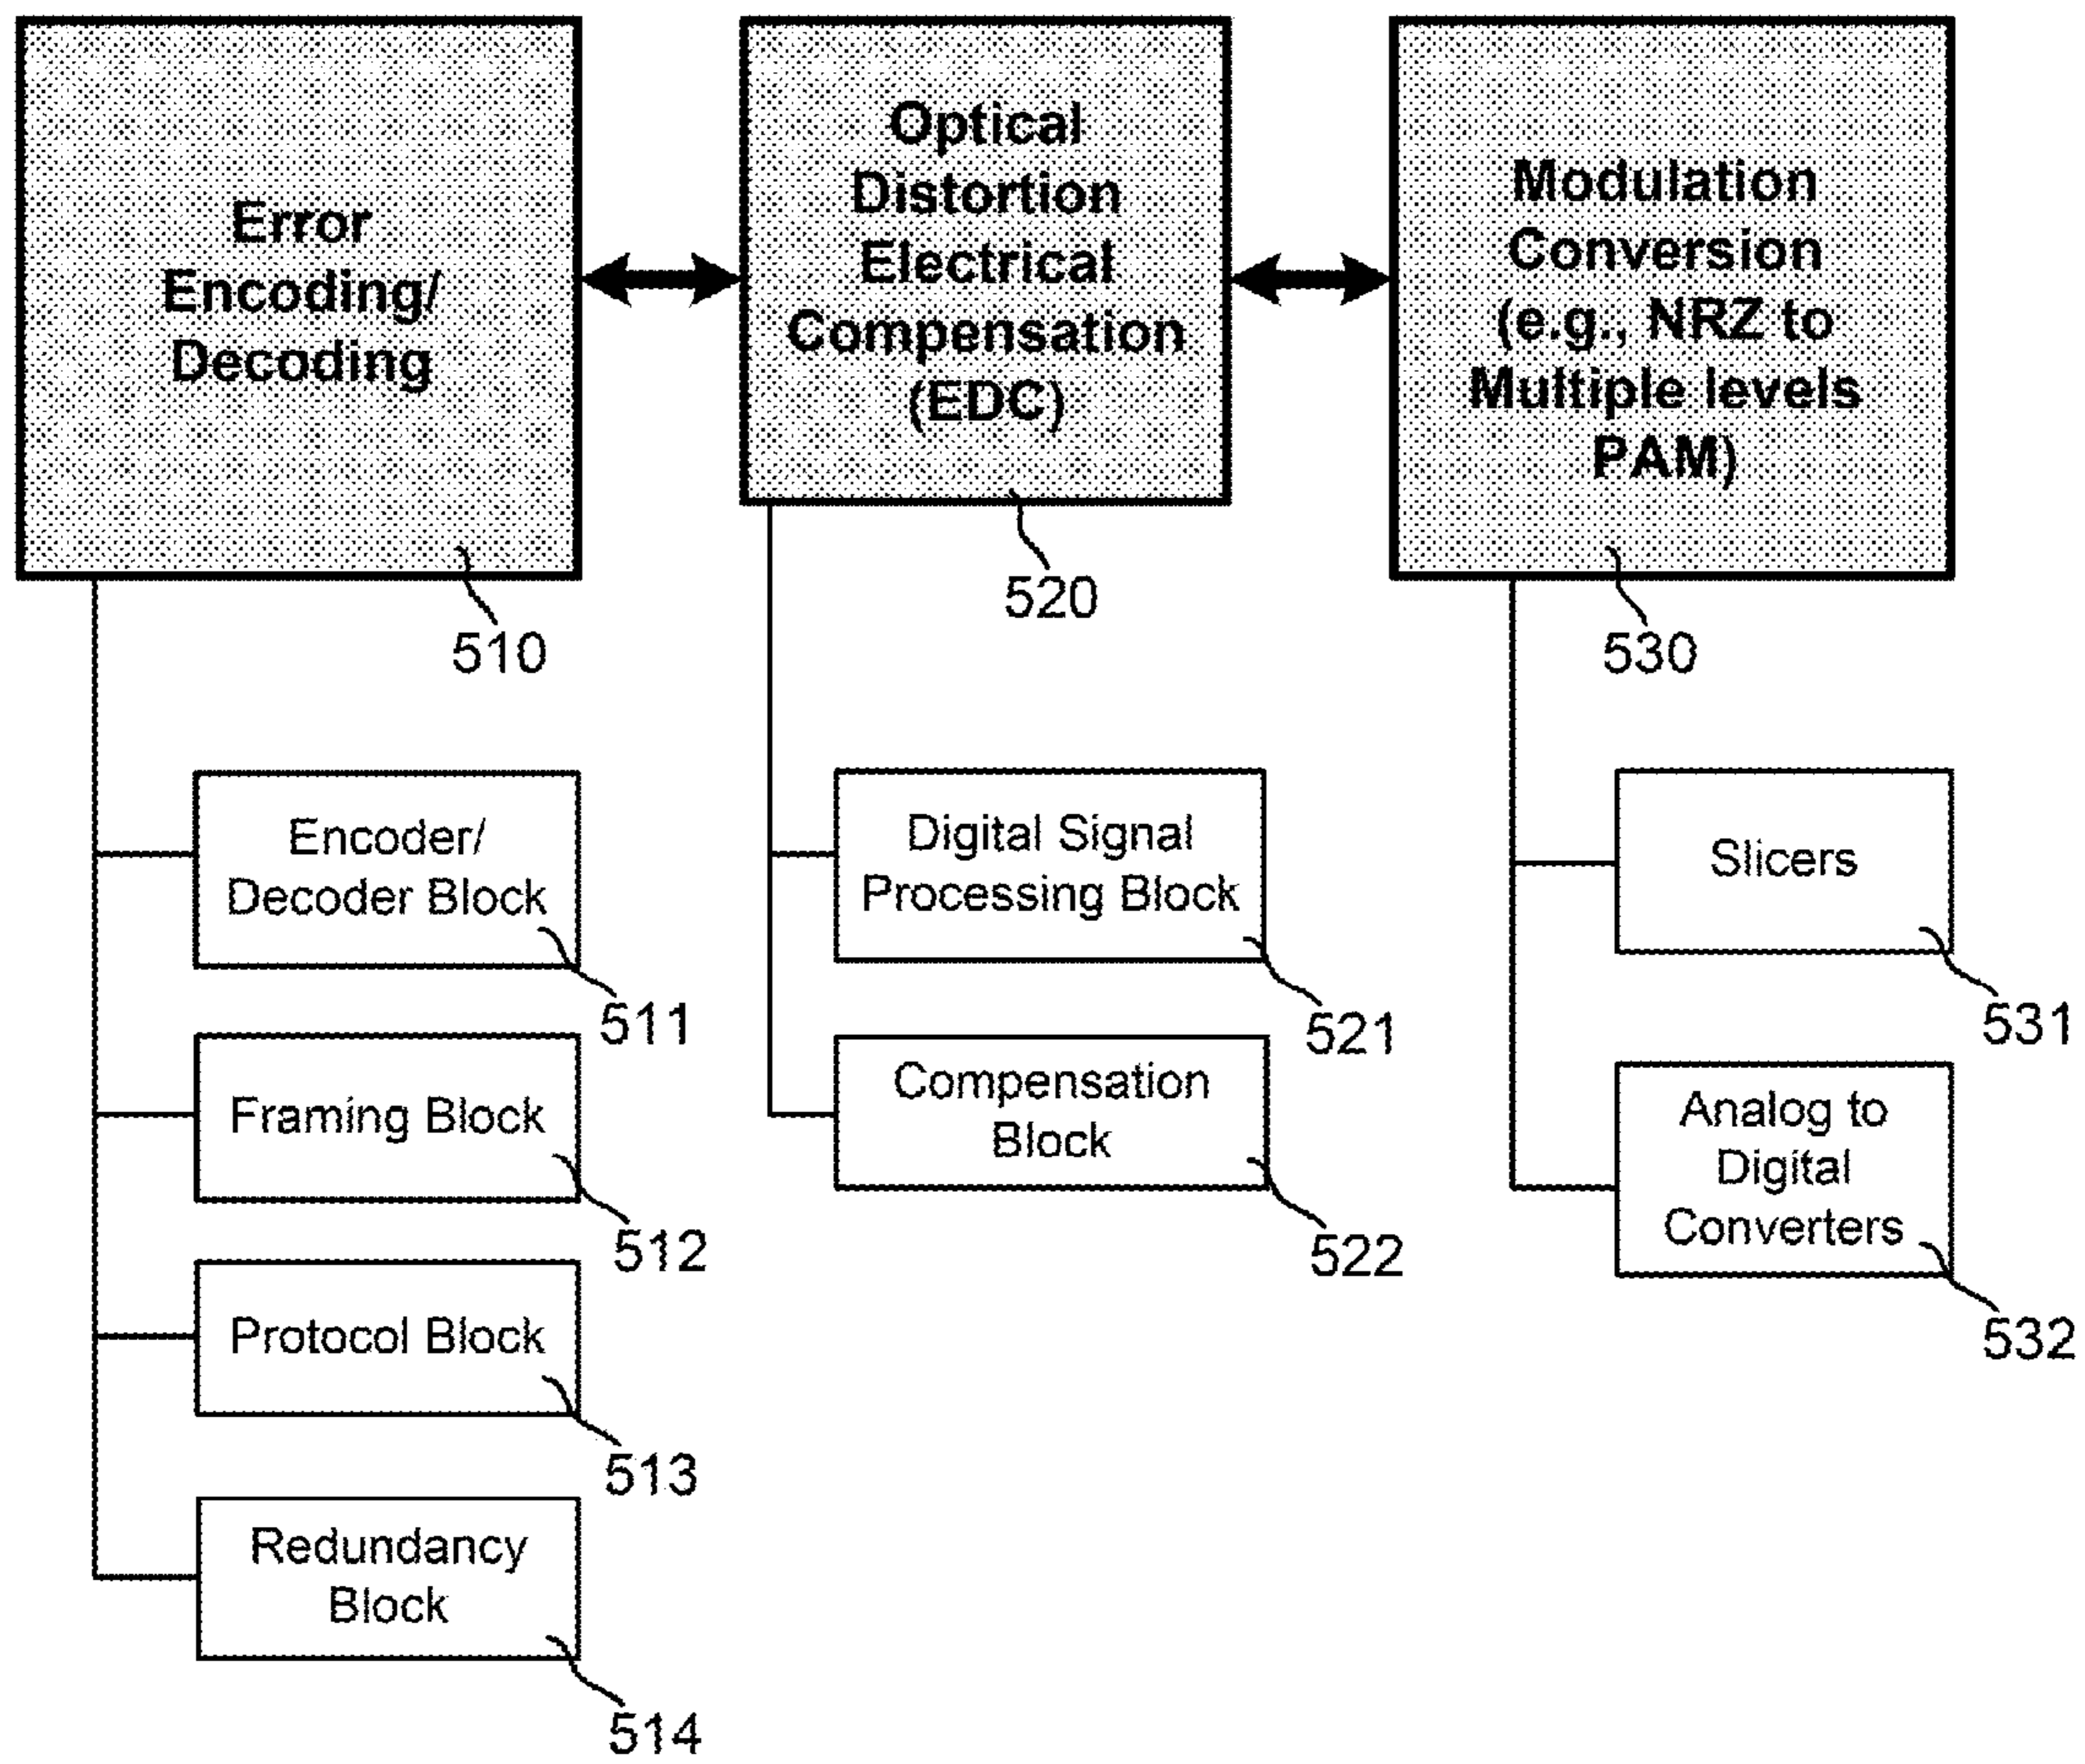 Error
Encoding/
Decoding
510
Optical
Distortion
Electrical
Compensation
(EDC)
520
Modulation
Conversion
(e.g., NRZ to
Multiple levels
PAM)
530
Encoder/
Decoder Block
511
Framing Block
512
Protocol Block
513
Redundancy
Block
514
Digital Signal
Processing Block
521
Compensation
Block
522
Slicers
531
Analog to
Digital
Converters
532